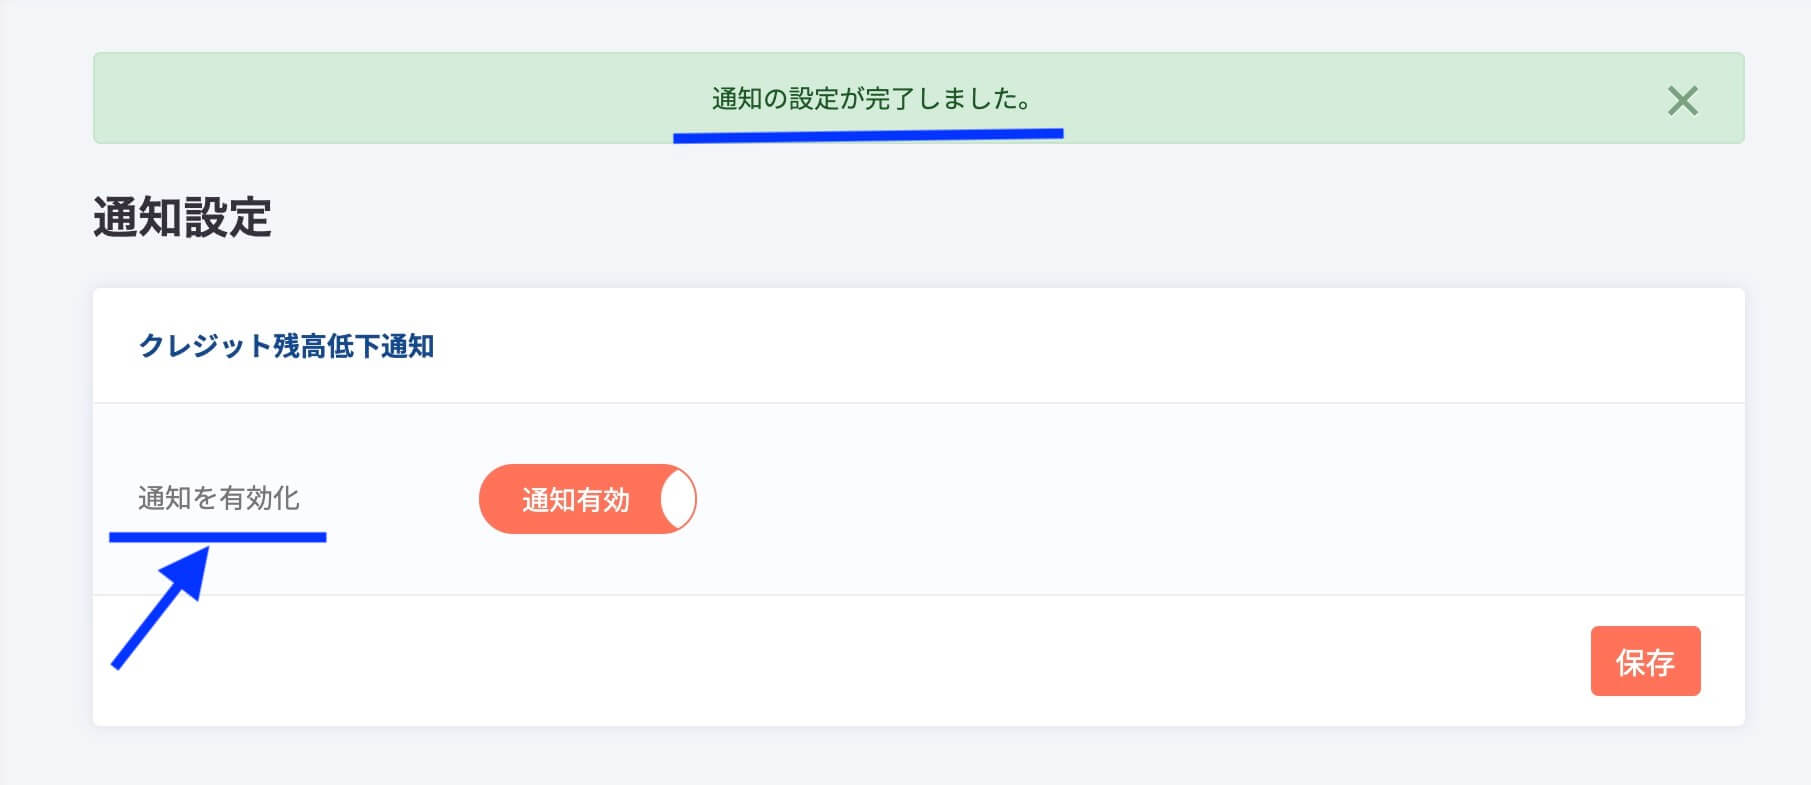 通知の設定が完了しました。
通知設定
クレジット残高低下通知
通知を有効化
通知有効
保存